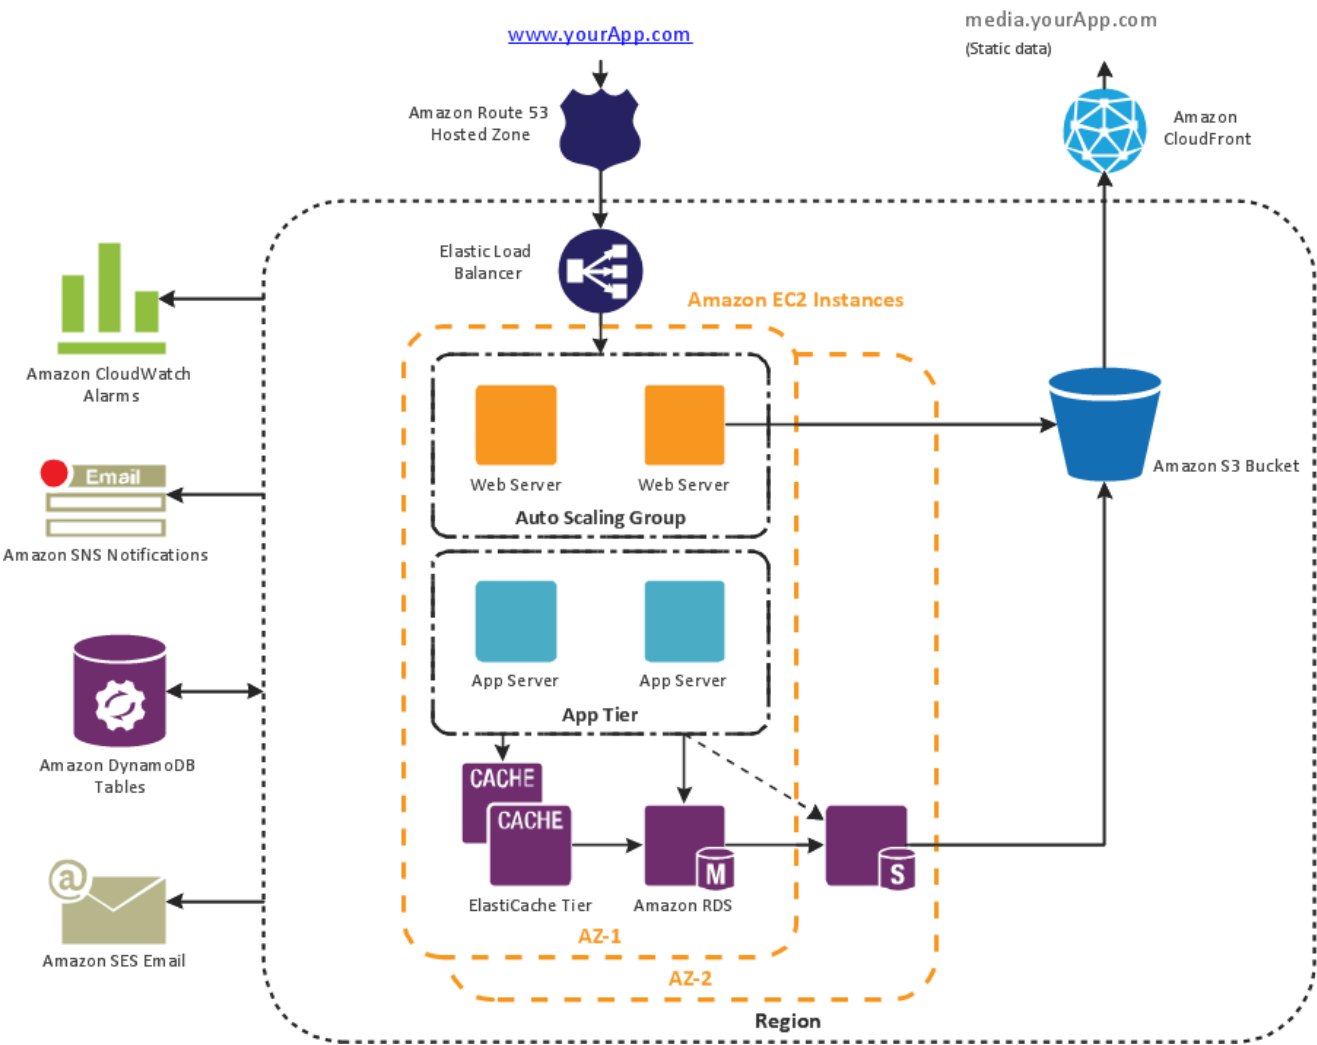 www.yourApp.com
media.yourApp.com
(Static data)
Amazon Route 53
Hosted Zone
Amazon
CloudFront
Elastic Load
Balancer
Amazon EC2 Instances
Amazon CloudWatch
Alarms
Web Server
Web Server
Auto Scaling Group
Amazon S3 Bucket
Email
Amazon SNS Notifications
App Server
App Server
App Tier
Amazon DynamoDB
Tables
CACHE
CACHE
M
S
ElastiCache Tier
Amazon RDS
@
Amazon SES Email
AZ-1
AZ-2
Region